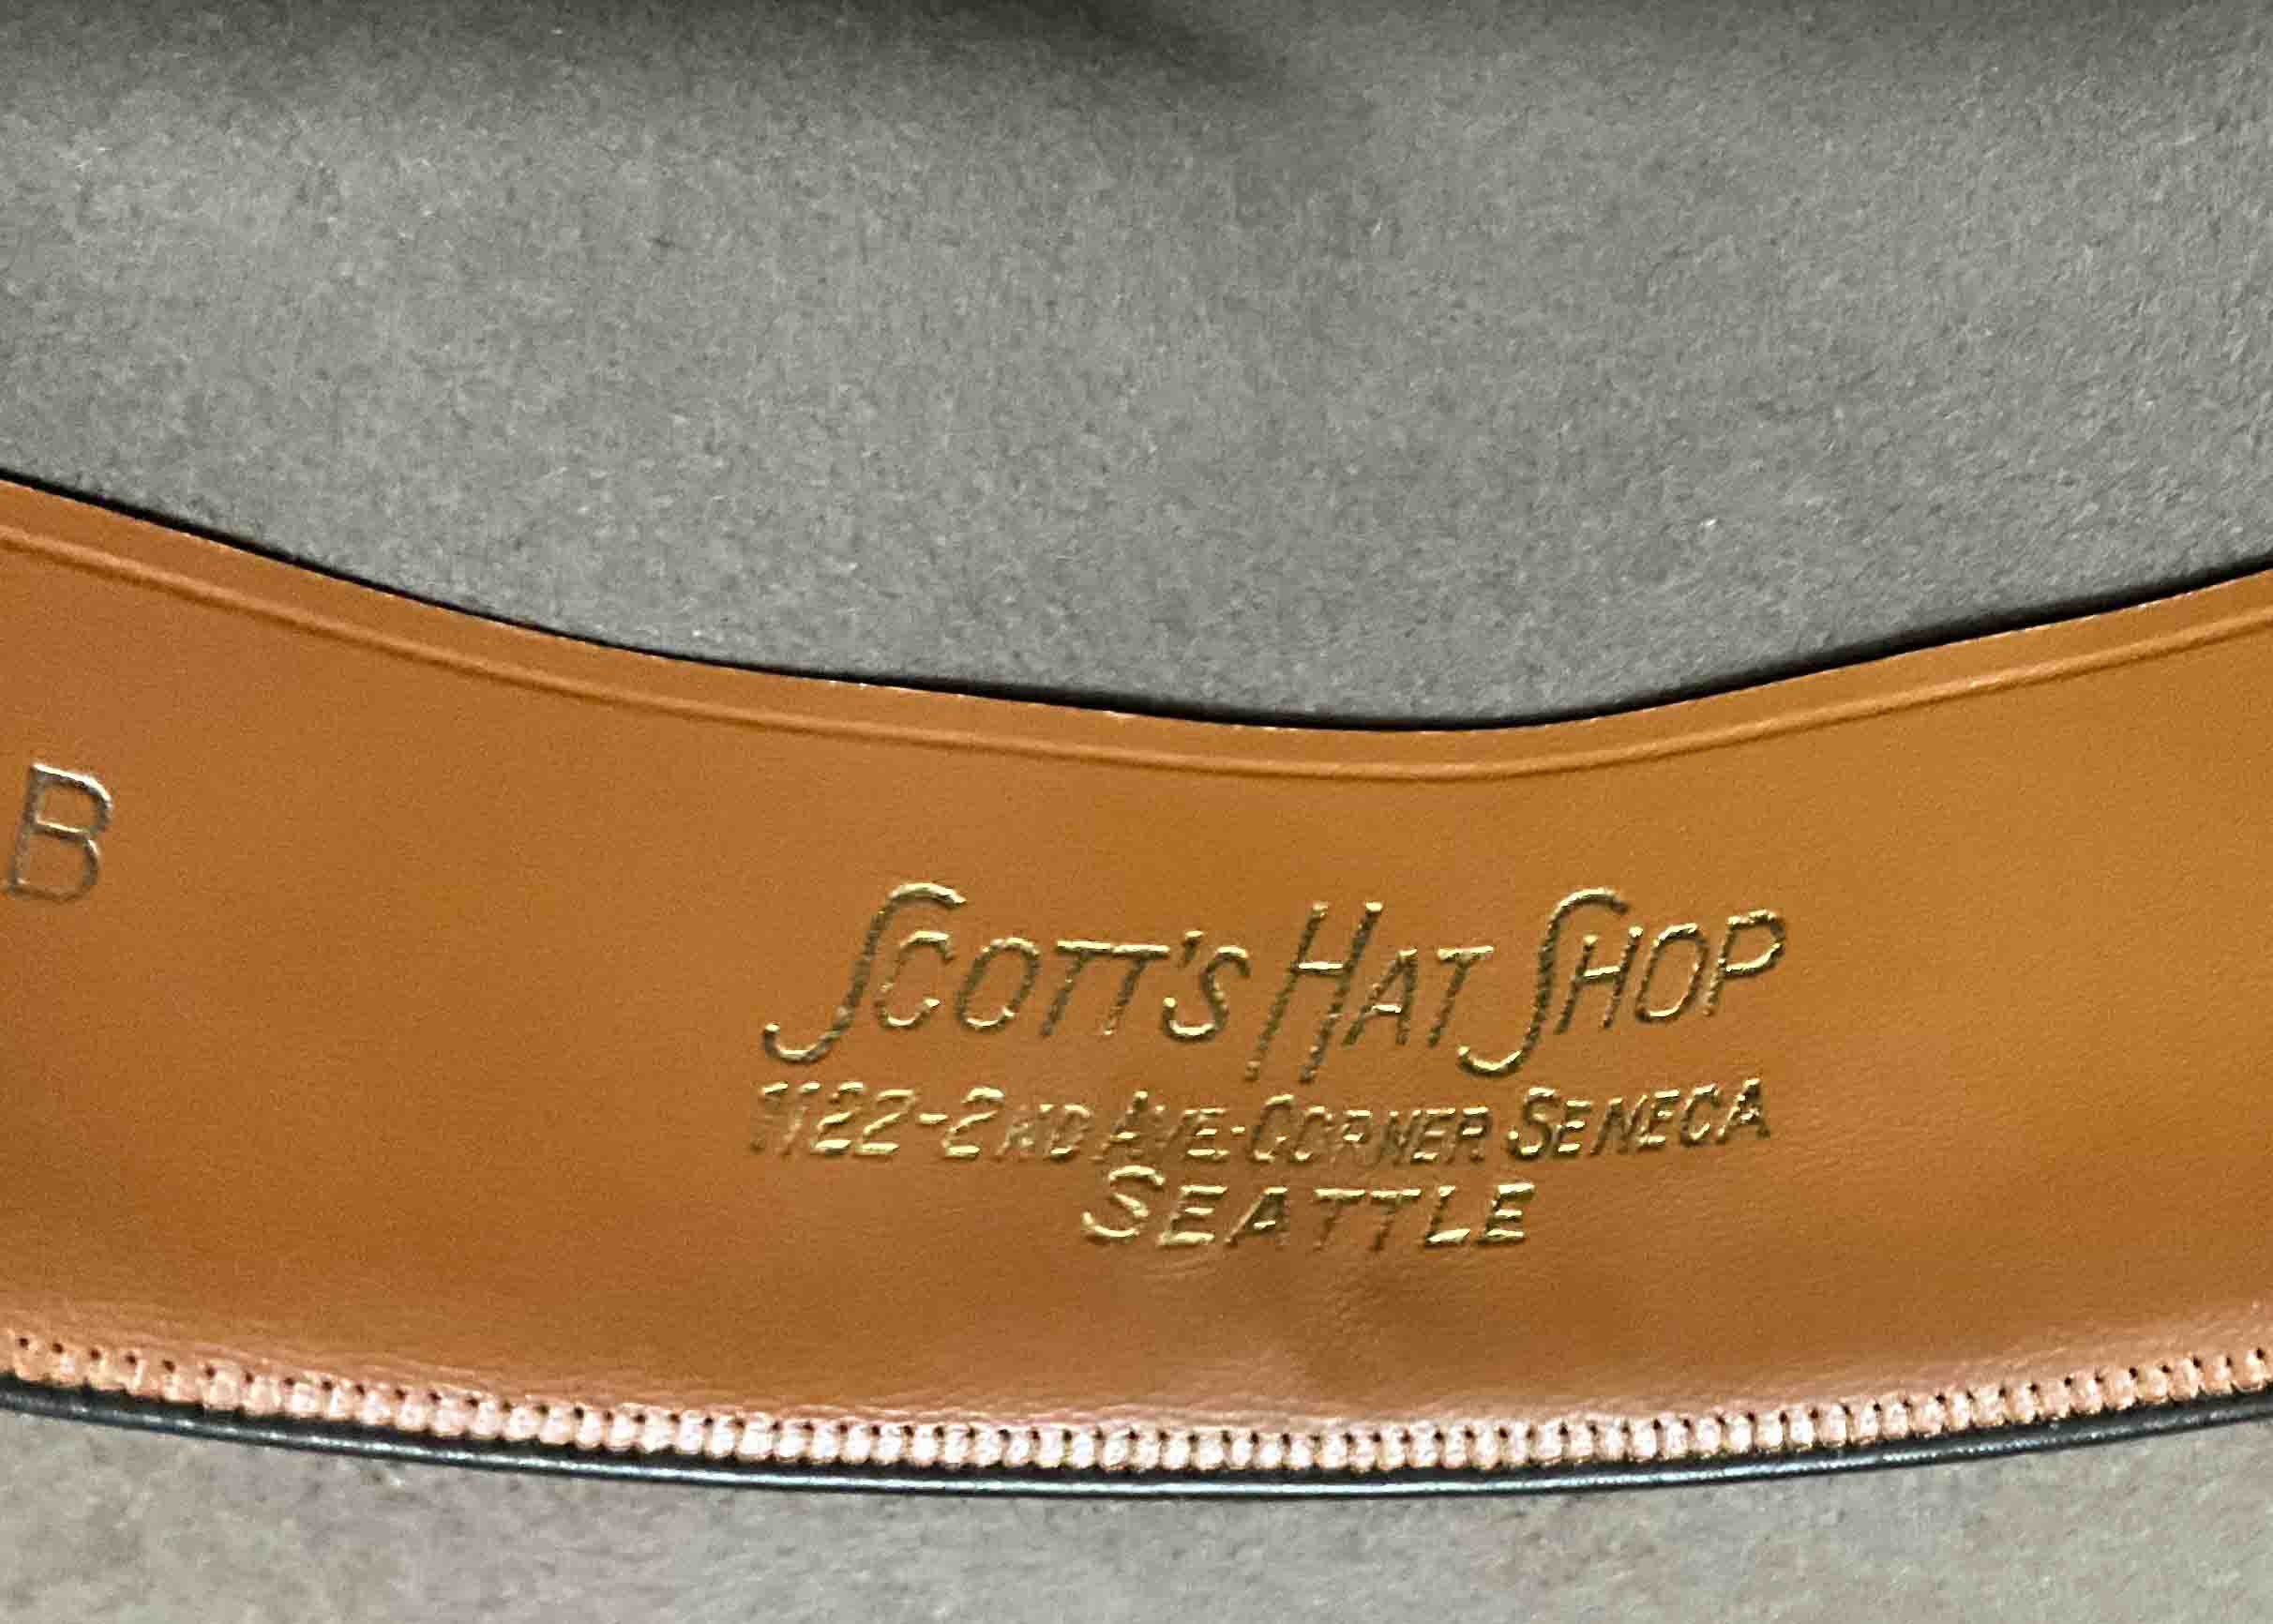 B
SCOTT'S HAT SHOP
1122-2ND AVE.-CORNER SENECA
SEATTLE